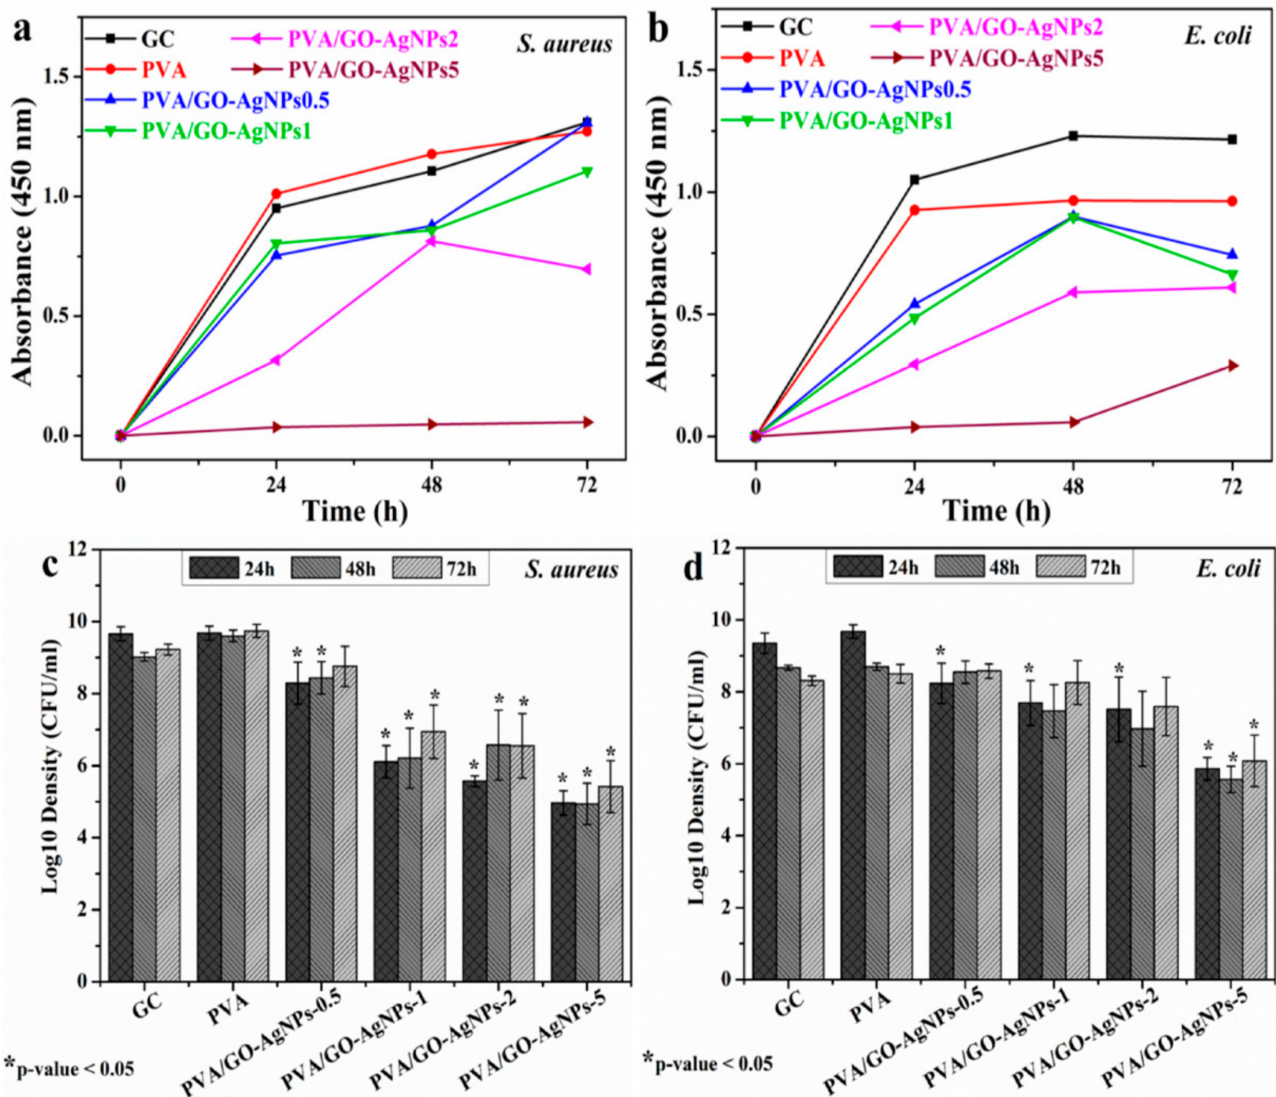 a
GC
PVA/GO-AgNPs2
S. aureus
PVA
PVA/GO-AgNPs5
PVA/GO-AgNPs0.5
PVA/GO-AgNPs1
1.5
1.0
0.5
0.0
Absorbance (450 nm)
0 24 48 72
Time (h)
b
GC
PVA/GO-AgNPs2
E. coli
PVA
PVA/GO-AgNPs5
PVA/GO-AgNPs0.5
PVA/GO-AgNPs1
1.5
1.0
0.5
0.0
Absorbance (450 nm)
0 24 48 72
Time (h)
c
24h 48h 72h
S. aureus
12
10
8
6
4
2
0
Log10 Density (CFU/ml)
* * * * * * * * * * *
GC
PVA
PVA/GO-AgNPs-0.5
PVA/GO-AgNPs-1
PVA/GO-AgNPs-2
PVA/GO-AgNPs-5
*p-value < 0.05
d
24h 48h 72h
E. coli
12
10
8
6
4
2
0
Log10 Density (CFU/ml)
* * * * * *
GC
PVA
PVA/GO-AgNPs-0.5
PVA/GO-AgNPs-1
PVA/GO-AgNPs-2
PVA/GO-AgNPs-5
*p-value < 0.05